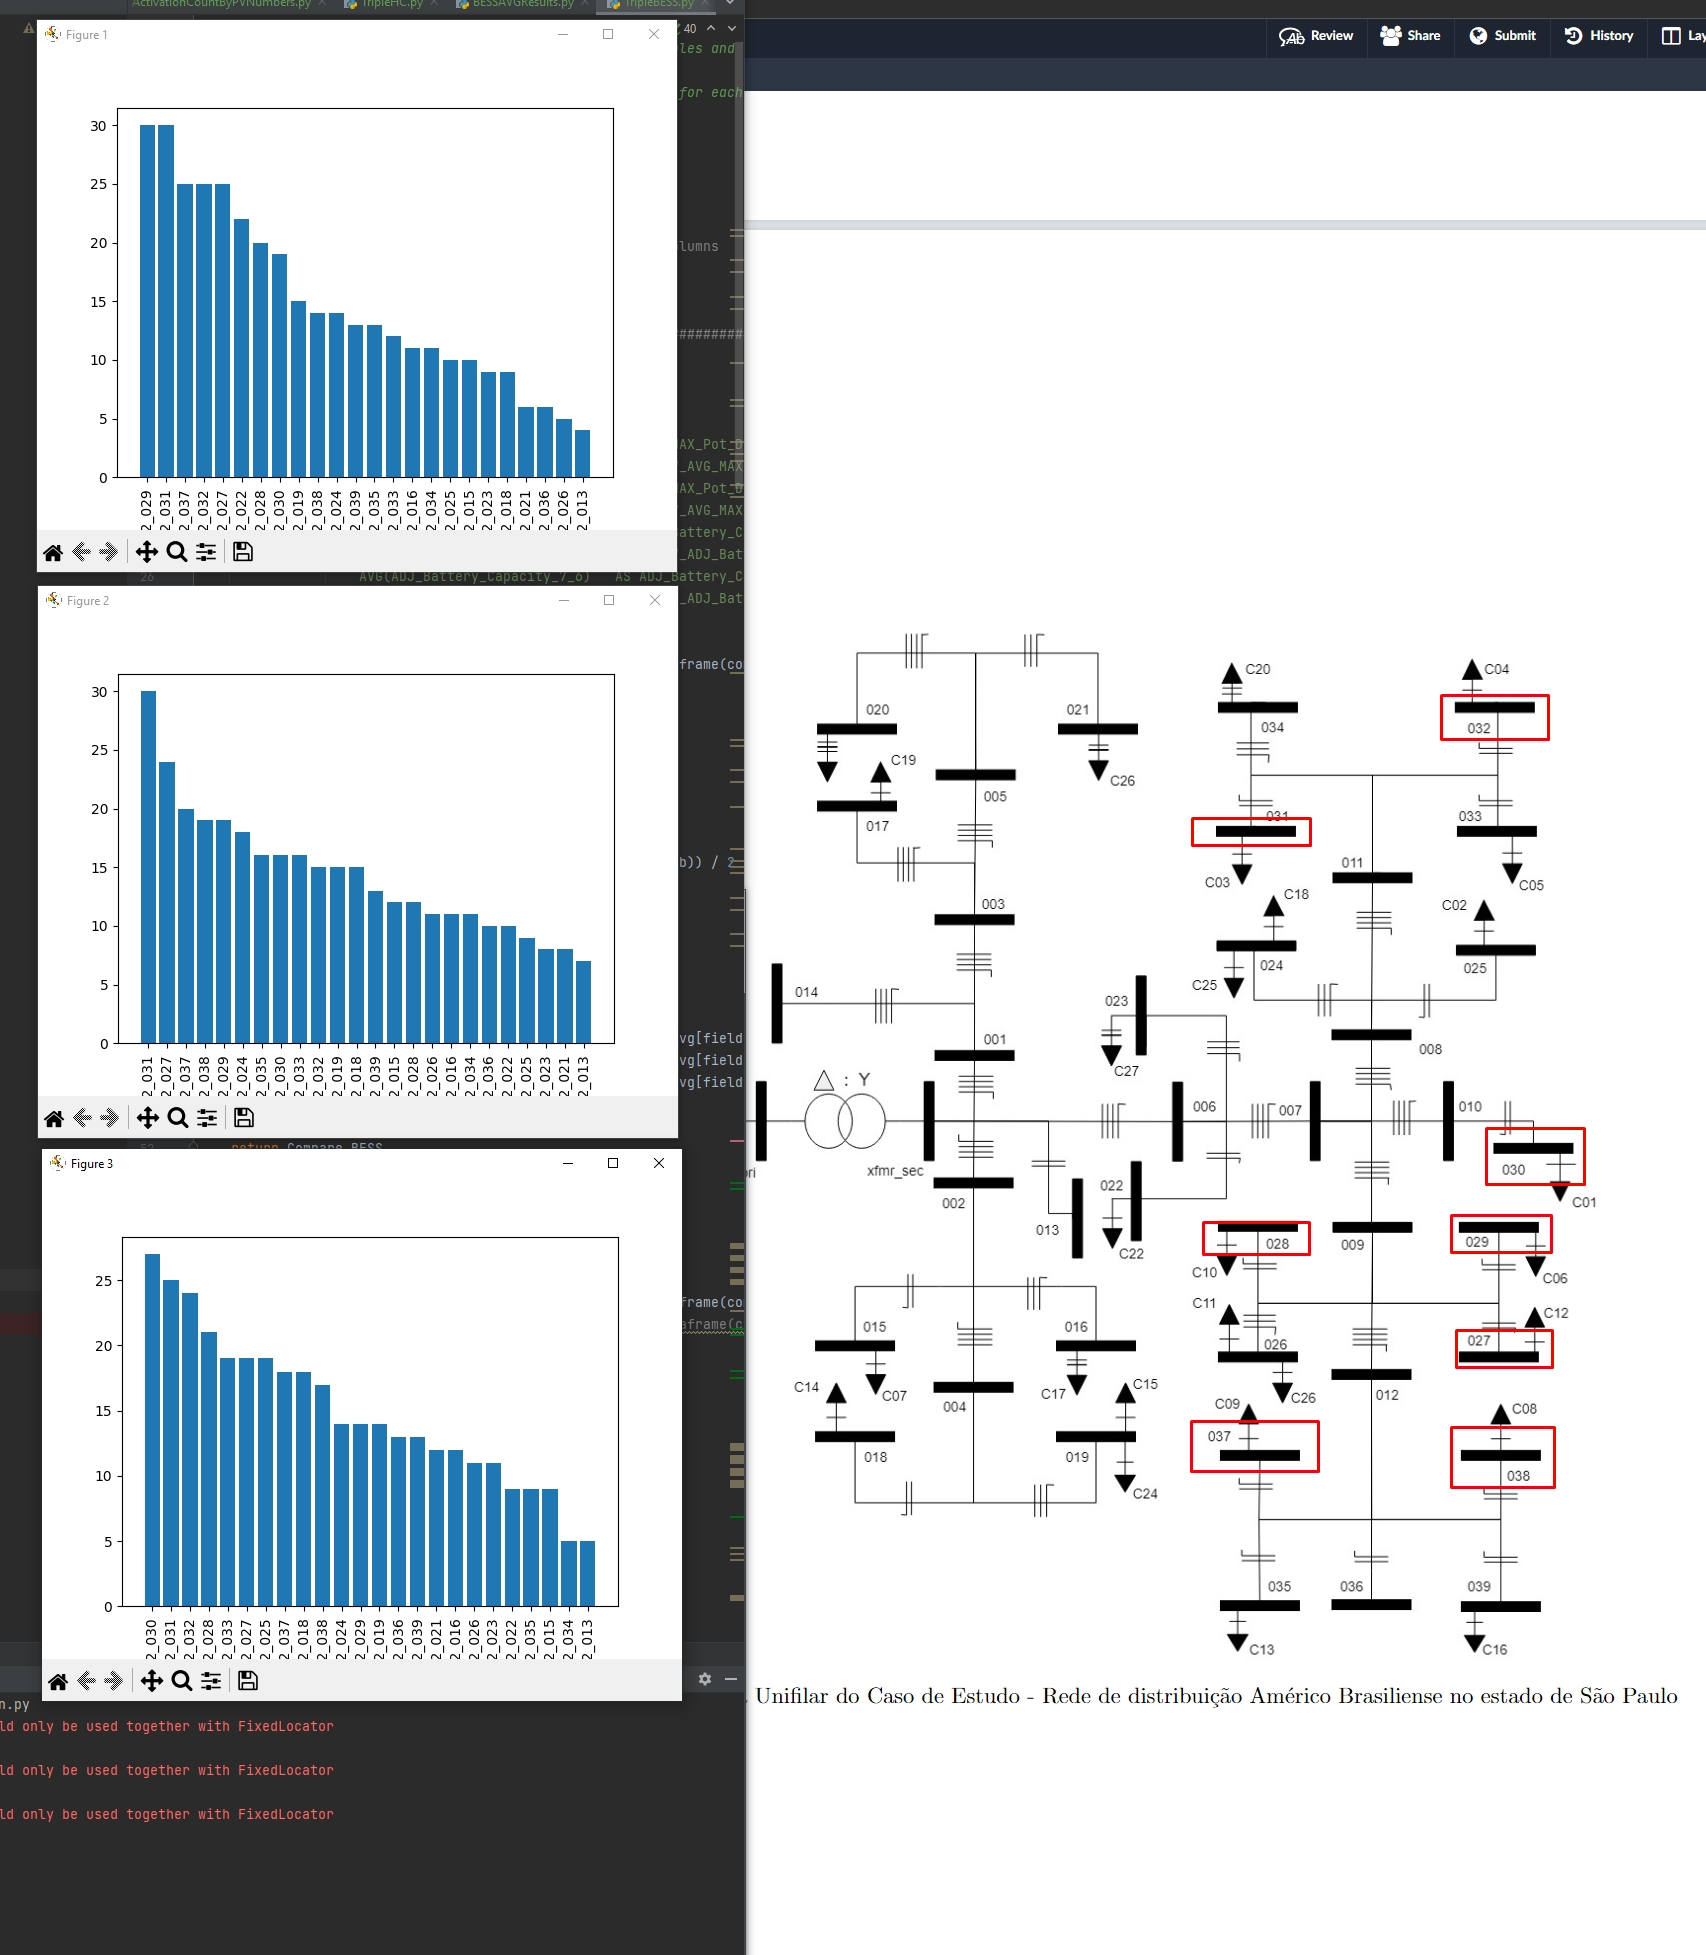 ActivationCountByPVNumbers.py
TripleHC.py
BESSAVGResults.py
TripleBESS.py
Figure 1
40
les and
for each
30
25
20
15
10
5
0
2_029
2_031
2_037
2_032
2_027
2_022
2_028
2_030
2_019
2_038
2_024
2_039
2_035
2_033
2_016
2_034
2_025
2_015
2_023
2_018
2_021
2_036
2_026
2_013
lumns
#########
AX_Pot_D
_AVG_MAX
AX_Pot_D
_AVG_MAX
attery_C
_ADJ_Bat
26
AVG(ADJ_Battery_Capacity_7_6) AS ADJ_Battery_C
_ADJ_Bat
Figure 2
30
25
20
15
10
5
0
2_031
2_027
2_037
2_038
2_029
2_024
2_035
2_030
2_033
2_032
2_019
2_018
2_039
2_015
2_028
2_026
2_016
2_034
2_036
2_022
2_025
2_023
2_021
2_013
frame(co
b)) / 2
vg[field
vg[field
vg[field
52
return Compare_BESS
Figure 3
25
20
15
10
5
0
2_030
2_031
2_032
2_028
2_033
2_027
2_025
2_037
2_018
2_038
2_024
2_029
2_019
2_036
2_039
2_021
2_016
2_026
2_023
2_022
2_035
2_015
2_034
2_013
frame(co
aframe(c
n.py
ld only be used together with FixedLocator
ld only be used together with FixedLocator
ld only be used together with FixedLocator
Review
Share
Submit
History
Lay
020
021
C19
C26
005
017
003
014
001
Δ : Y
ri
xfmr_sec
002
013
015
016
C14
C07
C17
C15
004
018
019
C24
C20
C04
034
032
031
033
C03
011
C05
C18
C02
024
025
C25
023
008
C27
006
007
010
022
030
C01
C22
028
009
029
C10
C06
C11
C12
026
027
012
C26
C09
C08
037
038
035
036
039
C13
C16
Unifilar do Caso de Estudo - Rede de distribuição Américo Brasiliense no estado de São Paulo